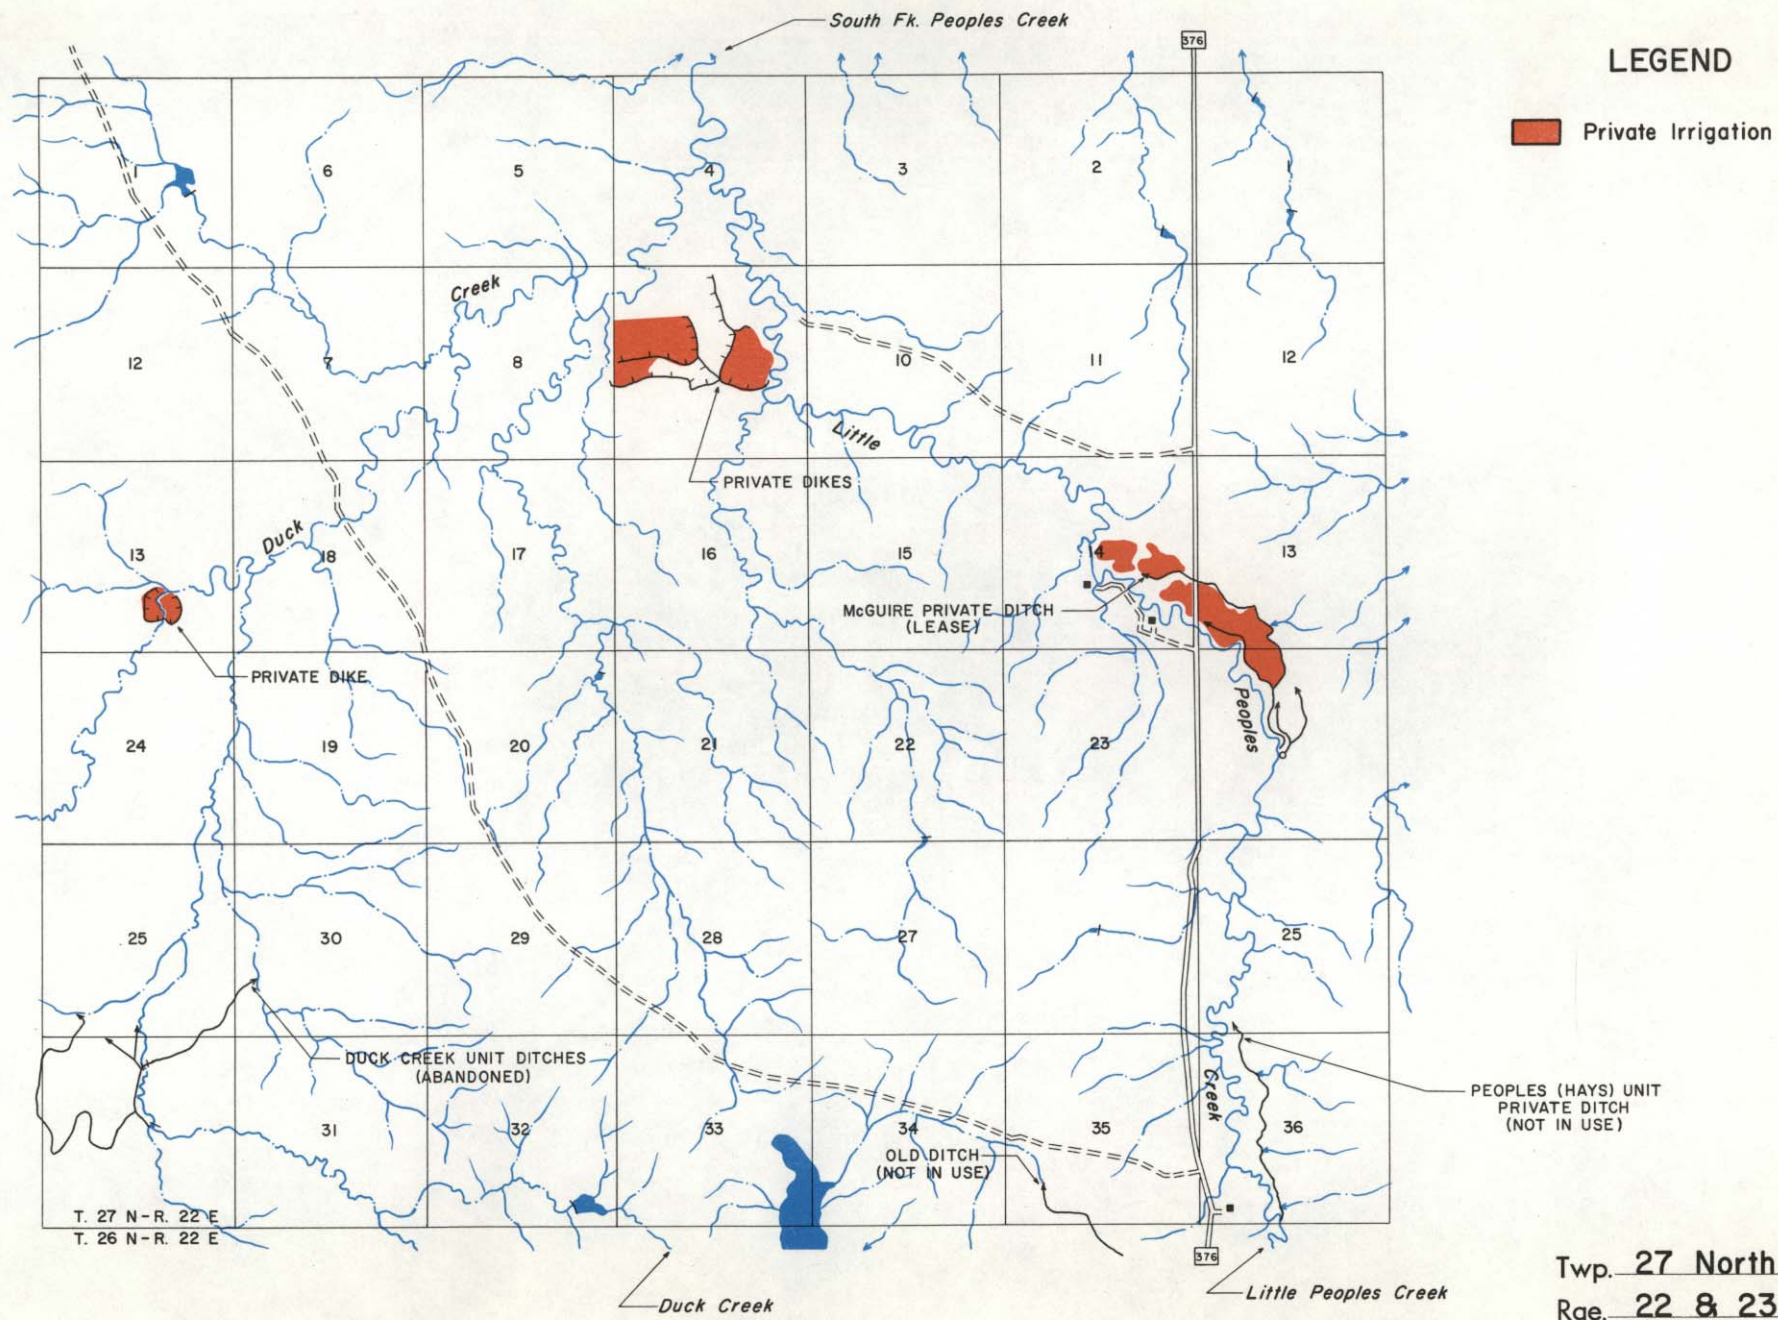 South Fk. Peoples Creek
376
LEGEND
Private Irrigation
1
6
5
4
3
2
1
Creek
12
7
8
10
11
12
Little
PRIVATE DIKES
Duck
13
18
17
16
15
14
13
McGUIRE PRIVATE DITCH
(LEASE)
PRIVATE DIKE
Peoples
24
19
20
21
22
23
25
30
29
28
27
25
DUCK CREEK UNIT DITCHES
(ABANDONED)
Creek
PEOPLES (HAYS) UNIT
PRIVATE DITCH
(NOT IN USE)
31
32
33
34
35
36
OLD DITCH
(NOT IN USE)
T. 27 N-R. 22 E
T. 26 N-R. 22 E
376
Duck Creek
Little Peoples Creek
Twp. 27 North
Rge. 22 & 23